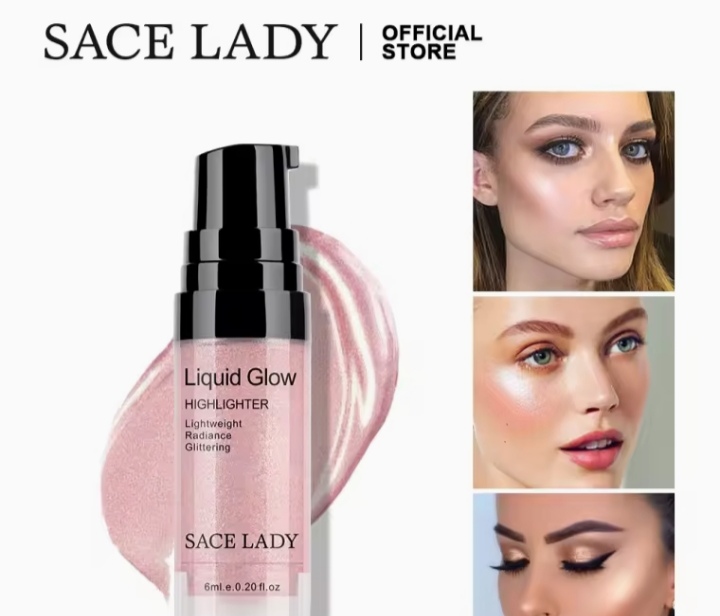 SACE LADY | OFFICIAL
STORE
Liquid Glow
HIGHLIGHTER
Lightweight
Radiance
Glittering
SACE LADY
6ml.e.0.20 fl.oz